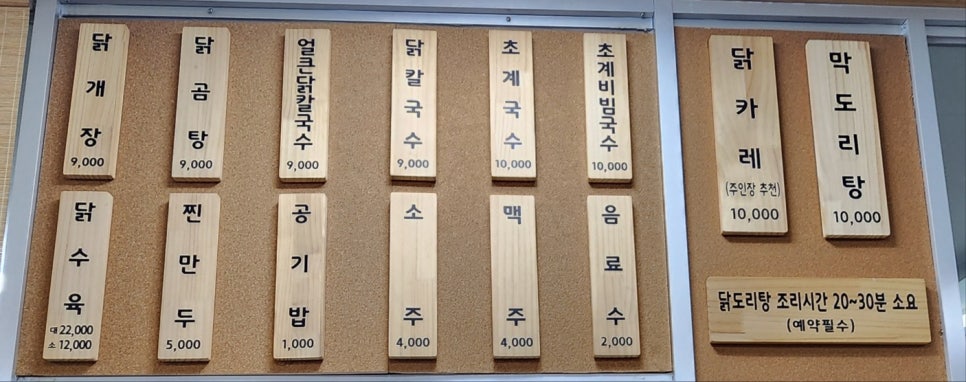 닭개장
9,000
닭곰탕
9,000
얼큰닭칼국수
9,000
닭칼국수
9,000
초계국수
10,000
초계비빔국수
10,000
닭카레
(주인장 추천)
10,000
막도리탕
10,000
닭수육
대 22,000
소 12,000
찐만두
5,000
공기밥
1,000
소주
4,000
맥주
4,000
음료수
2,000
닭도리탕 조리시간 20~30분 소요
(예약필수)